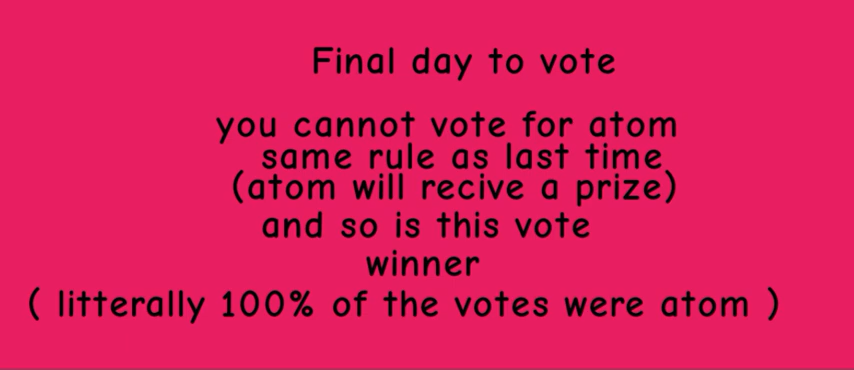 Final day to vote
you cannot vote for atom
same rule as last time
(atom will recive a prize)
and so is this vote
winner
( litterally 100% of the votes were atom )